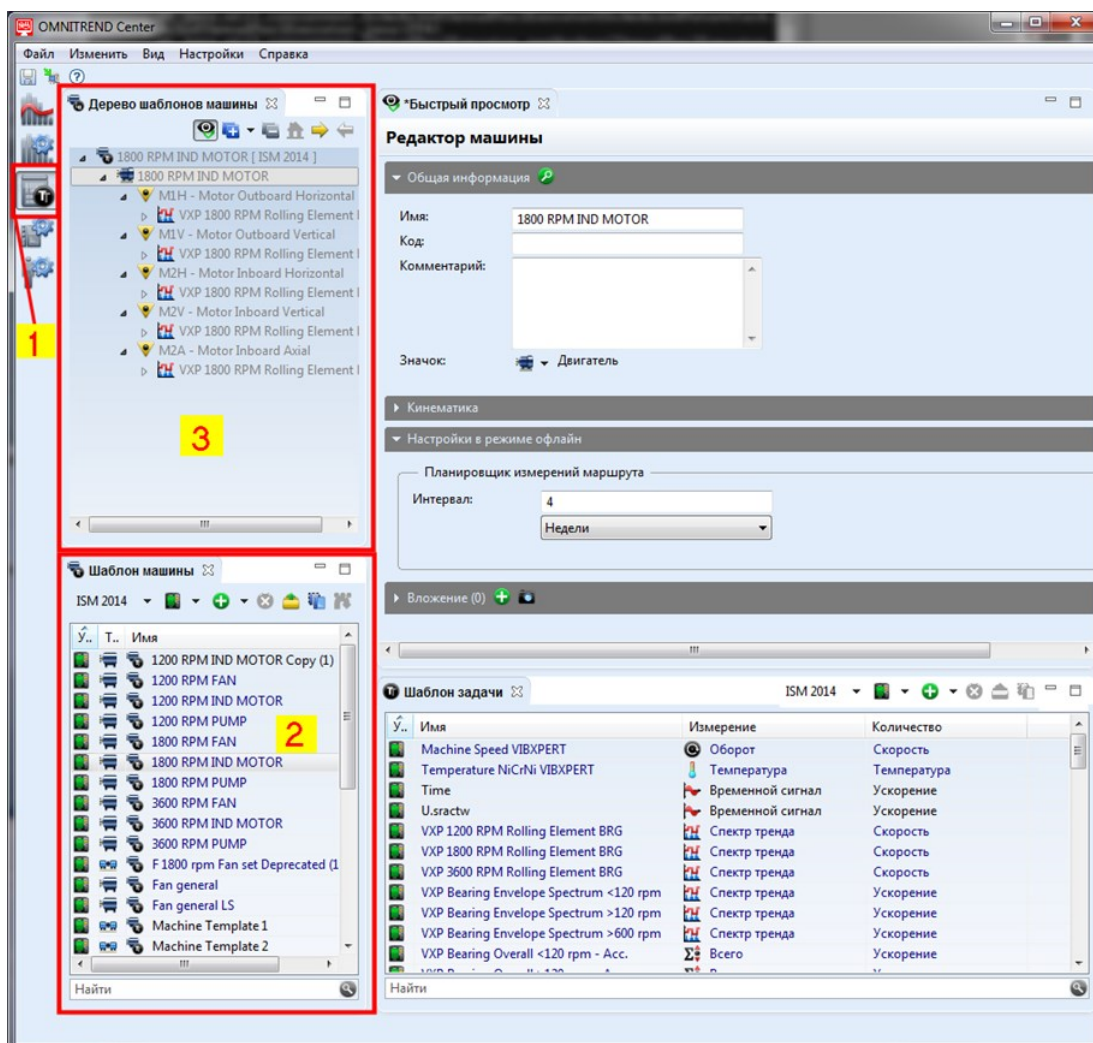 OMNITREND Center
Файл Изменить Вид Настройки Справка
Дерево шаблонов машины
1800 RPM IND MOTOR [ ISM 2014 ]
1800 RPM IND MOTOR
M1H - Motor Outboard Horizontal
VXP 1800 RPM Rolling Element
M1V - Motor Outboard Vertical
VXP 1800 RPM Rolling Element
M2H - Motor Inboard Horizontal
VXP 1800 RPM Rolling Element
M2V - Motor Inboard Vertical
VXP 1800 RPM Rolling Element
M2A - Motor Inboard Axial
VXP 1800 RPM Rolling Element
1
3
*Быстрый просмотр
Редактор машины
Общая информация
Имя: 1800 RPM IND MOTOR
Код:
Комментарий:
Значок: Двигатель
Кинематика
Настройки в режиме офлайн
Планировщик измерений маршрута
Интервал: 4
Недели
Вложение (0)
Шаблон машины
ISM 2014
У.. Т.. Имя
1200 RPM IND MOTOR Copy (1)
1200 RPM FAN
1200 RPM IND MOTOR
1200 RPM PUMP
1800 RPM FAN
1800 RPM IND MOTOR
1800 RPM PUMP
3600 RPM FAN
3600 RPM IND MOTOR
3600 RPM PUMP
F 1800 rpm Fan set Deprecated (1
Fan general
Fan general LS
Machine Template 1
Machine Template 2
2
Найти
Шаблон задачи ISM 2014
У.. Имя Измерение Количество
Machine Speed VIBXPERT Оборот Скорость
Temperature NiCrNi VIBXPERT Температура Температура
Time Временной сигнал Ускорение
U.sractw Временной сигнал Ускорение
VXP 1200 RPM Rolling Element BRG Спектр тренда Скорость
VXP 1800 RPM Rolling Element BRG Спектр тренда Скорость
VXP 3600 RPM Rolling Element BRG Спектр тренда Скорость
VXP Bearing Envelope Spectrum <120 rpm Спектр тренда Ускорение
VXP Bearing Envelope Spectrum >120 rpm Спектр тренда Ускорение
VXP Bearing Envelope Spectrum >600 rpm Спектр тренда Ускорение
VXP Bearing Overall <120 rpm - Acc. Всего Ускорение
Найти